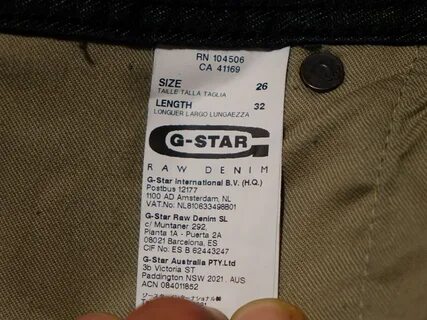 RN 104506
CA 41169
SIZE 26
TAILLE TALLA TAGLIA
LENGTH 32
LONGUER LARGO LUNGAEZZA
G-STAR
RAW DENIM
G-Star International B.V. (H.Q.)
Postbus 12177
1100 AD Amsterdam, NL
VAT.No: NL810833498B01
G-Star Raw Denim SL
c/ Muntaner 292,
Planta 1A - Puerta 2A
08021 Barcelona, ES
CIF No: ES B 62443247
G-Star Australia PTY.Ltd
3b Victoria ST
Paddington NSW 2021 . AUS
ACN 084011852